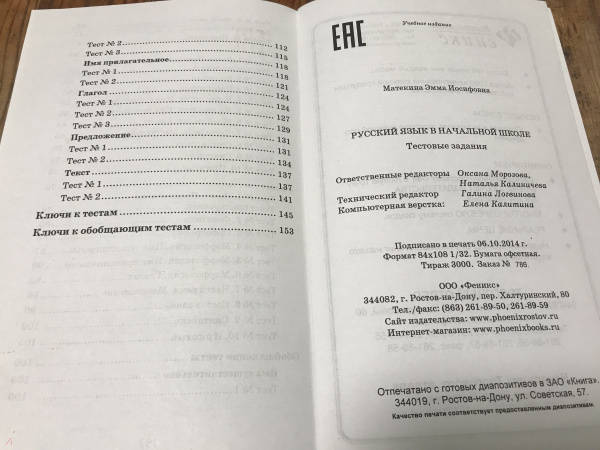 Тест № 2 112
Тест № 3 115
Имя прилагательное 118
Тест № 1 118
Тест № 2 121
Глагол 124
Тест № 1 124
Тест № 2 127
Тест № 3 129
Предложение 131
Тест № 1 131
Тест № 2 134
Текст 137
Тест № 1 137
Тест № 2 141
Ключи к тестам 145
Ключи к обобщающим тестам 153
EAC
Учебное издание
Матекина Эмма Иосифовна
РУССКИЙ ЯЗЫК В НАЧАЛЬНОЙ ШКОЛЕ
Тестовые задания
Ответственные редакторы Оксана Морозова,
Наталья Калиничева
Технический редактор Галина Логвинова
Компьютерная верстка: Елена Калитина
Подписано в печать 06.10.2014 г.
Формат 84х108 1/32. Бумага офсетная.
Тираж 3000. Заказ № 786.
ООО «Феникс»
344082, г. Ростов-на-Дону, пер. Халтуринский, 80
Тел./факс: (863) 261-89-50, 261-89-59
Сайт издательства: www.phoenixrostov.ru
Интернет-магазин: www.phoenixbooks.ru
Отпечатано с готовых диапозитивов в ЗАО «Книга».
344019, г. Ростов-на-Дону, ул. Советская, 57.
Качество печати соответствует предоставленным диапозитивам.